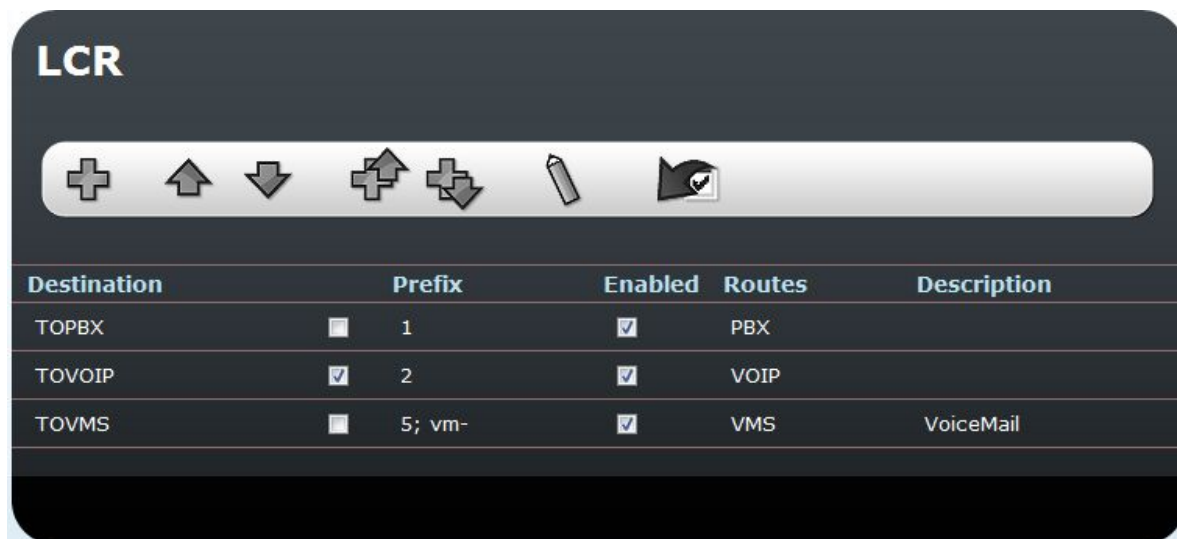 LCR
Destination Prefix Enabled Routes Description
TOPBX 1 PBX
TOVOIP 2 VOIP
TOVMS 5; vm- VMS VoiceMail